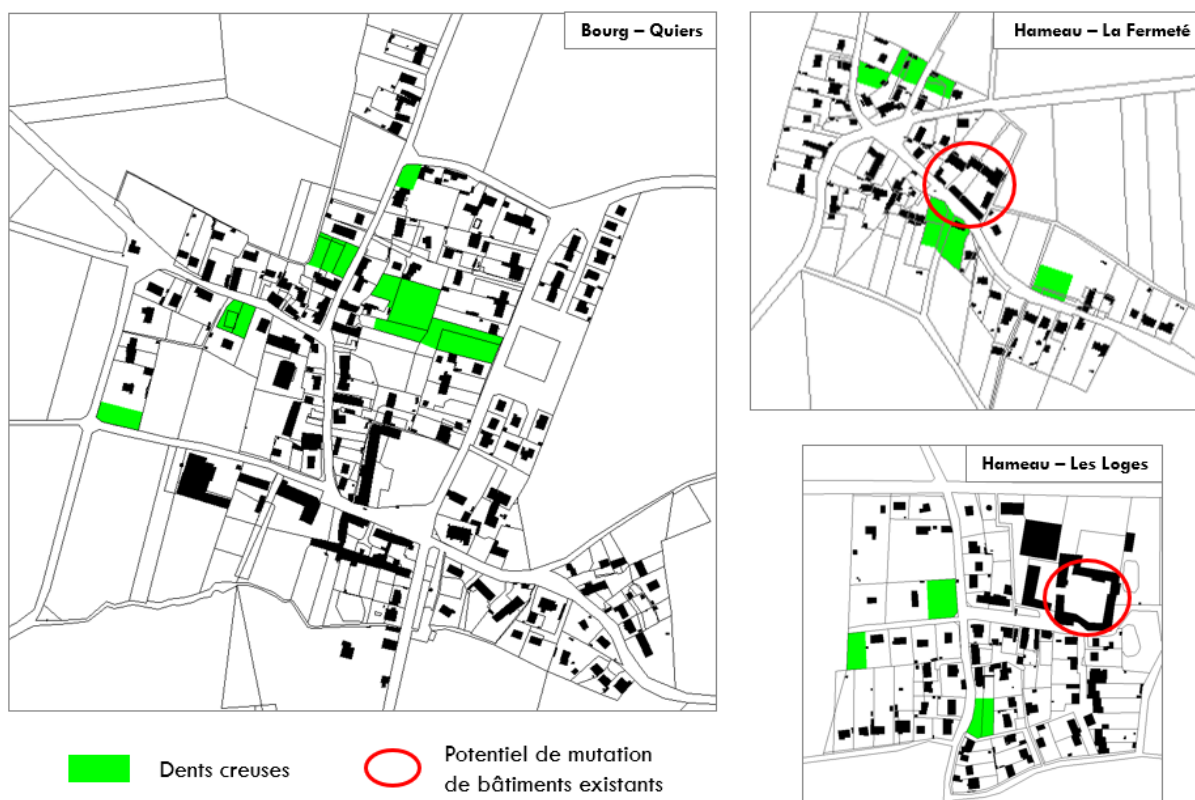 Bourg – Quiers
Hameau – La Fermeté
Hameau – Les Loges
Dents creuses
Potentiel de mutation
de bâtiments existants